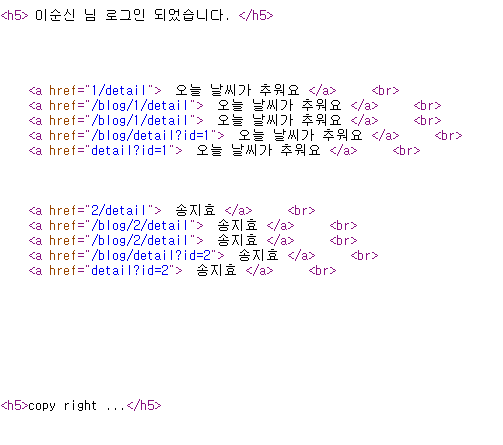 <h5> 이순신 님 로그인 되었습니다. </h5>
<a href="1/detail"> 오늘 날씨가 추워요 </a> <br>
<a href="/blog/1/detail"> 오늘 날씨가 추워요 </a> <br>
<a href="/blog/1/detail"> 오늘 날씨가 추워요 </a> <br>
<a href="/blog/detail?id=1"> 오늘 날씨가 추워요 </a> <br>
<a href="detail?id=1"> 오늘 날씨가 추워요 </a> <br>
<a href="2/detail"> 송지효 </a> <br>
<a href="/blog/2/detail"> 송지효 </a> <br>
<a href="/blog/2/detail"> 송지효 </a> <br>
<a href="/blog/detail?id=2"> 송지효 </a> <br>
<a href="detail?id=2"> 송지효 </a> <br>
<h5>copy right ...</h5>